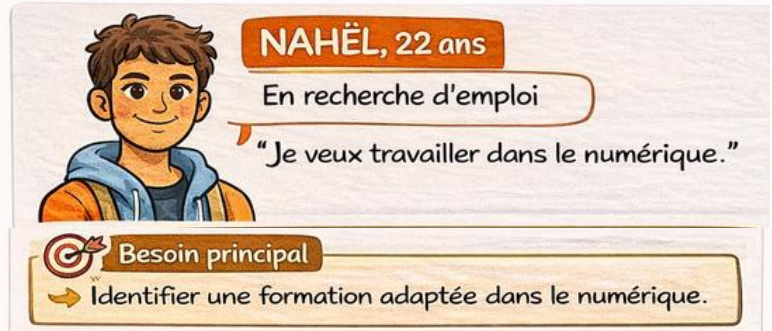 NAHËL, 22 ans
En recherche d'emploi
“Je veux travailler dans le numérique.”
Besoin principal
Identifier une formation adaptée dans le numérique.